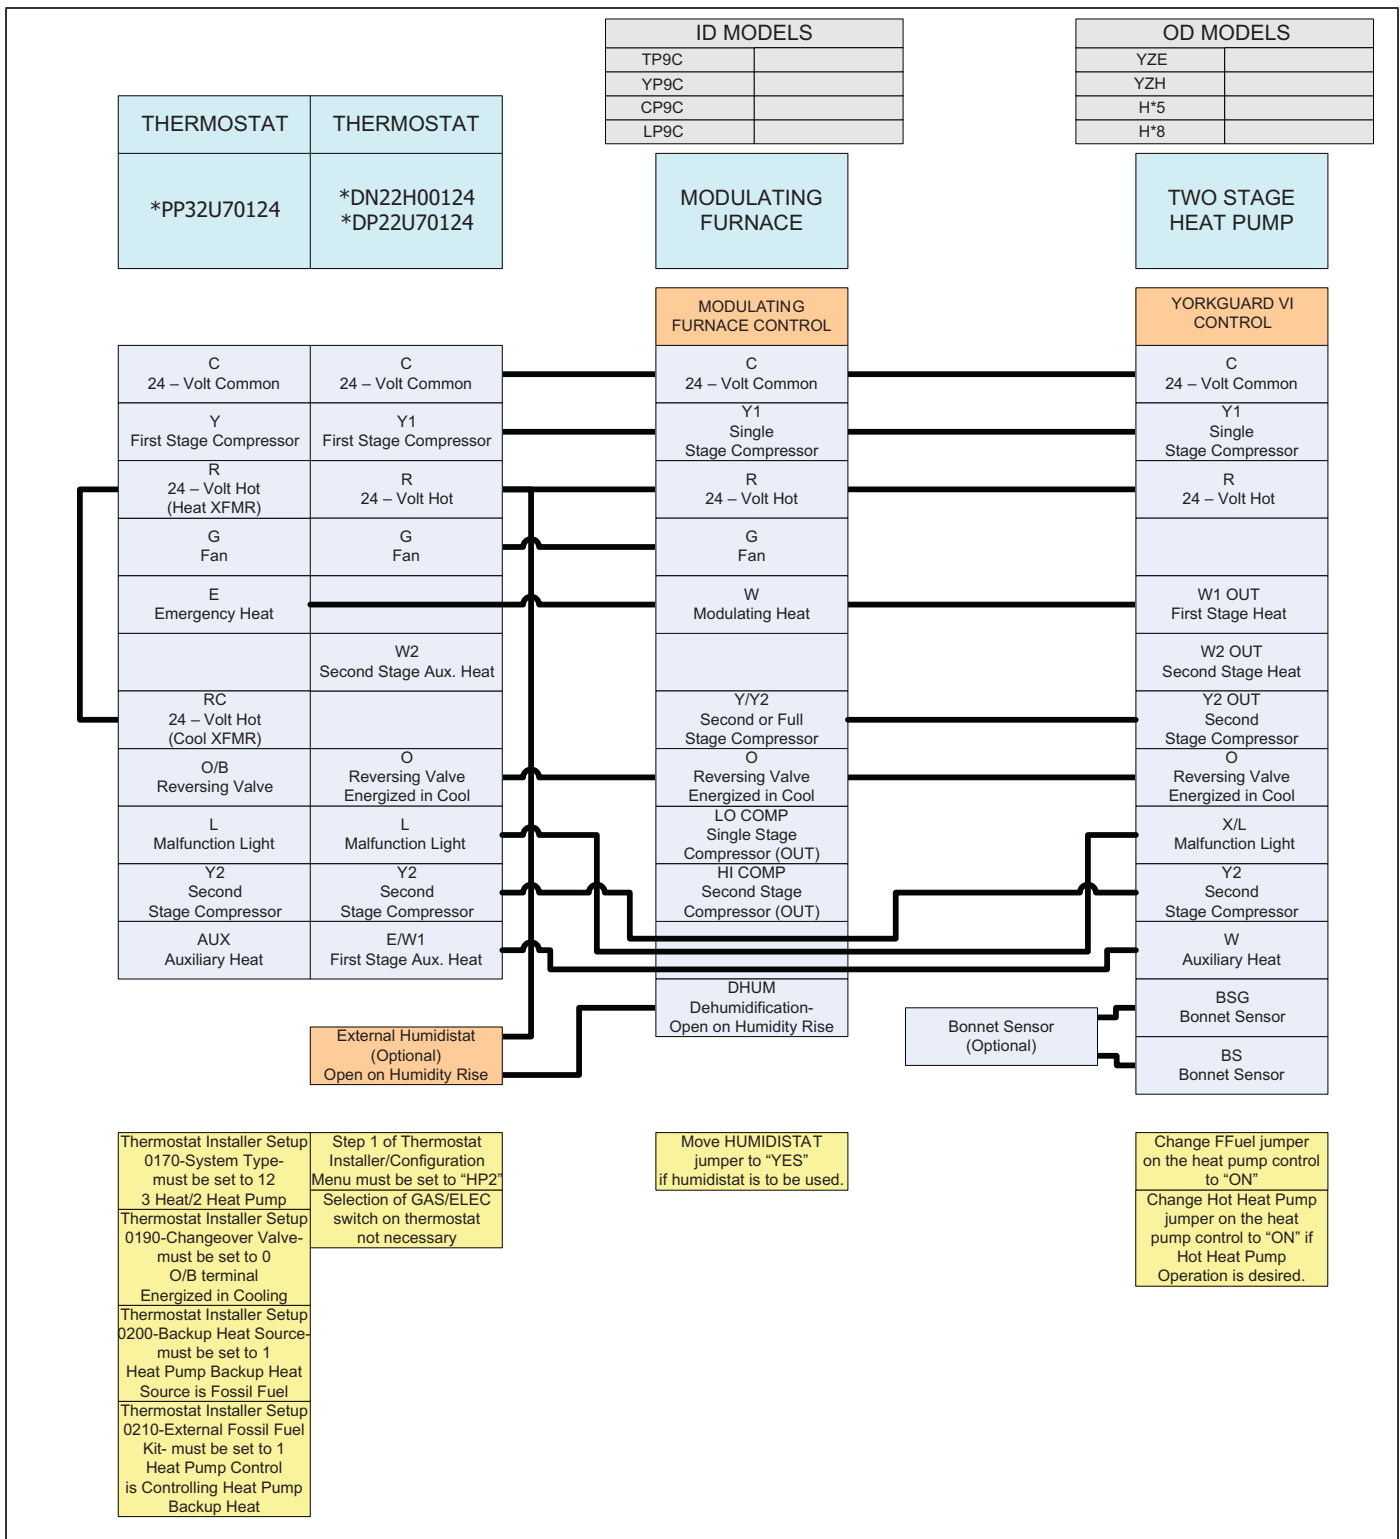 ID MODELS
TP9C
YP9C
CP9C
LP9C
OD MODELS
YZE
YZH
H*5
H*8
THERMOSTAT
THERMOSTAT
*PP32U70124
*DN22H00124
*DP22U70124
MODULATING
FURNACE
TWO STAGE
HEAT PUMP
MODULATING
FURNACE CONTROL
YORKGUARD VI
CONTROL
C
24 – Volt Common
C
24 – Volt Common
C
24 – Volt Common
C
24 – Volt Common
Y
First Stage Compressor
Y1
First Stage Compressor
Y1
Single
Stage Compressor
Y1
Single
Stage Compressor
R
24 – Volt Hot
(Heat XFMR)
R
24 – Volt Hot
R
24 – Volt Hot
R
24 – Volt Hot
G
Fan
G
Fan
G
Fan
E
Emergency Heat
W
Modulating Heat
W1 OUT
First Stage Heat
W2
Second Stage Aux. Heat
W2 OUT
Second Stage Heat
RC
24 – Volt Hot
(Cool XFMR)
Y/Y2
Second or Full
Stage Compressor
Y2 OUT
Second
Stage Compressor
O/B
Reversing Valve
O
Reversing Valve
Energized in Cool
O
Reversing Valve
Energized in Cool
O
Reversing Valve
Energized in Cool
L
Malfunction Light
L
Malfunction Light
LO COMP
Single Stage
Compressor (OUT)
X/L
Malfunction Light
Y2
Second
Stage Compressor
Y2
Second
Stage Compressor
HI COMP
Second Stage
Compressor (OUT)
Y2
Second
Stage Compressor
AUX
Auxiliary Heat
E/W1
First Stage Aux. Heat
W
Auxiliary Heat
DHUM
Dehumidification-
Open on Humidity Rise
BSG
Bonnet Sensor
External Humidistat
(Optional)
Open on Humidity Rise
Bonnet Sensor
(Optional)
BS
Bonnet Sensor
Thermostat Installer Setup
0170-System Type-
must be set to 12
3 Heat/2 Heat Pump
Thermostat Installer Setup
0190-Changeover Valve-
must be set to 0
O/B terminal
Energized in Cooling
Thermostat Installer Setup
0200-Backup Heat Source-
must be set to 1
Heat Pump Backup Heat
Source is Fossil Fuel
Thermostat Installer Setup
0210-External Fossil Fuel
Kit- must be set to 1
Heat Pump Control
is Controlling Heat Pump
Backup Heat
Step 1 of Thermostat
Installer/Configuration
Menu must be set to “HP2”
Selection of GAS/ELEC
switch on thermostat
not necessary
Move HUMIDISTAT
jumper to “YES”
if humidistat is to be used.
Change FFuel jumper
on the heat pump control
to “ON”
Change Hot Heat Pump
jumper on the heat
pump control to “ON” if
Hot Heat Pump
Operation is desired.